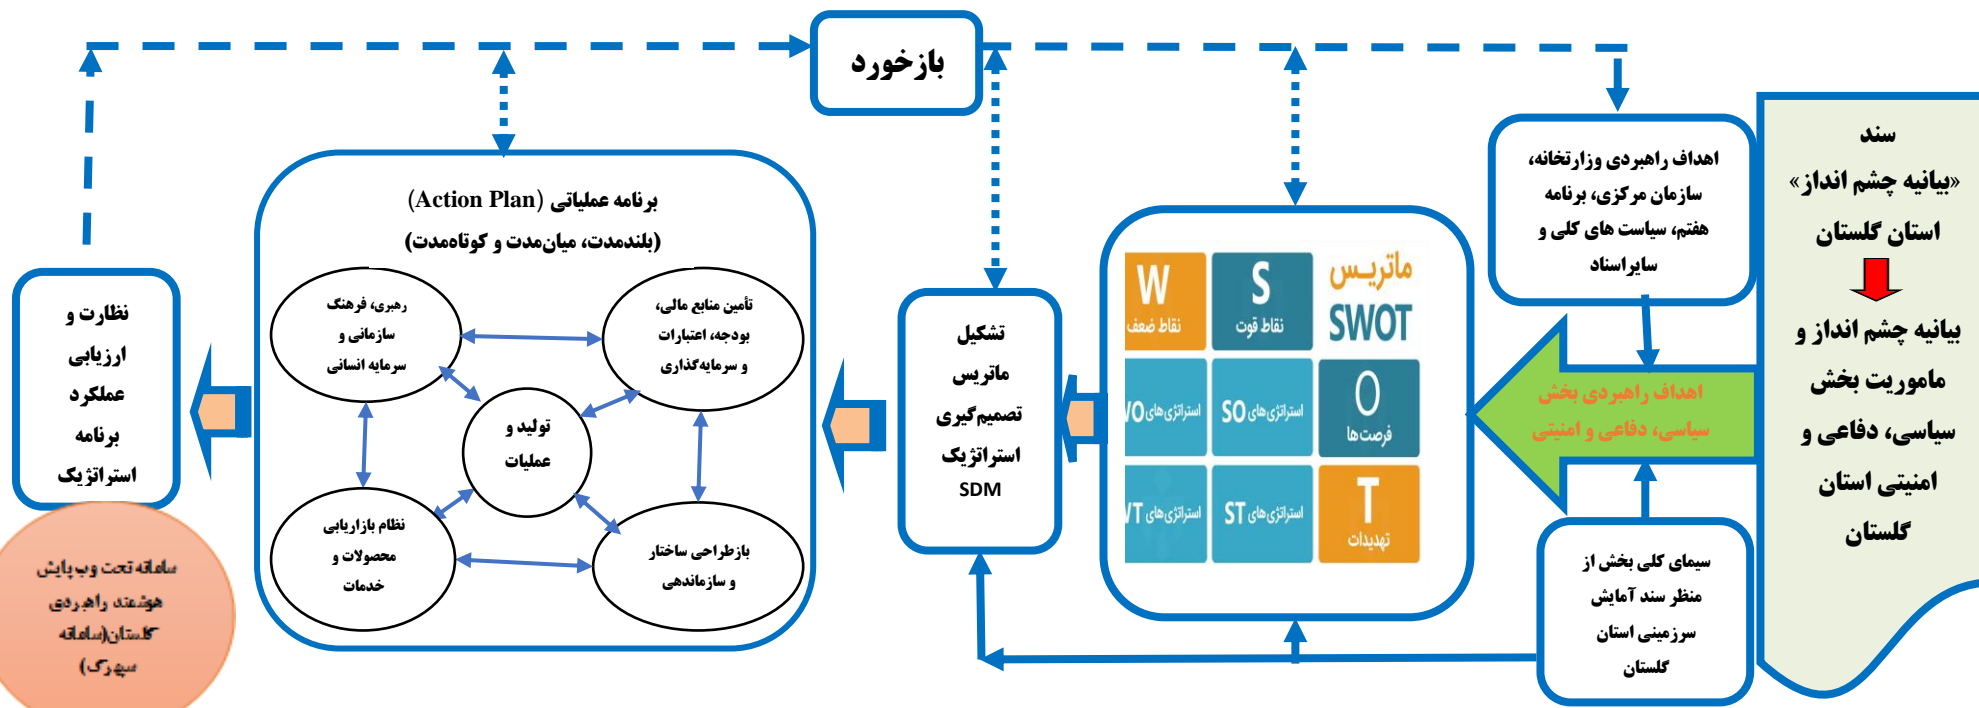 بازخورد
سند
«بیانیه چشم انداز»
استان گلستان
بیانیه چشم انداز و
ماموریت بخش
سیاسی، دفاعی و
امنیتی استان
گلستان
اهداف راهبردی وزارتخانه،
سازمان مرکزی، برنامه
هفتم، سیاست های کلی و
سایراسناد
اهداف راهبردی بخش
سیاسی، دفاعی و امنیتی
سیمای کلی بخش از
منظر سند آمایش
سرزمینی استان
گلستان
ماتریس
SWOT
S
نقاط قوت
W
نقاط ضعف
O
فرصت‌ها
استراتژی‌های SO
استراتژی‌های WO
T
تهدیدات
استراتژی‌های ST
استراتژی‌های WT
تشکیل
ماتریس
تصمیم‌گیری
استراتژیک
SDM
برنامه عملیاتی (Action Plan)
(بلندمدت، میان‌مدت و کوتاه‌مدت)
تأمین منابع مالی،
بودجه، اعتبارات
و سرمایه‌گذاری
رهبری، فرهنگ
سازمانی و
سرمایه انسانی
تولید و
عملیات
بازطراحی ساختار
و سازماندهی
نظام بازاریابی
محصولات و
خدمات
نظارت و
ارزیابی
عملکرد
برنامه
استراتژیک
سامانه تحت وب پایش
هوشمند راهبردی
گلستان(سامانه
سپهرک)